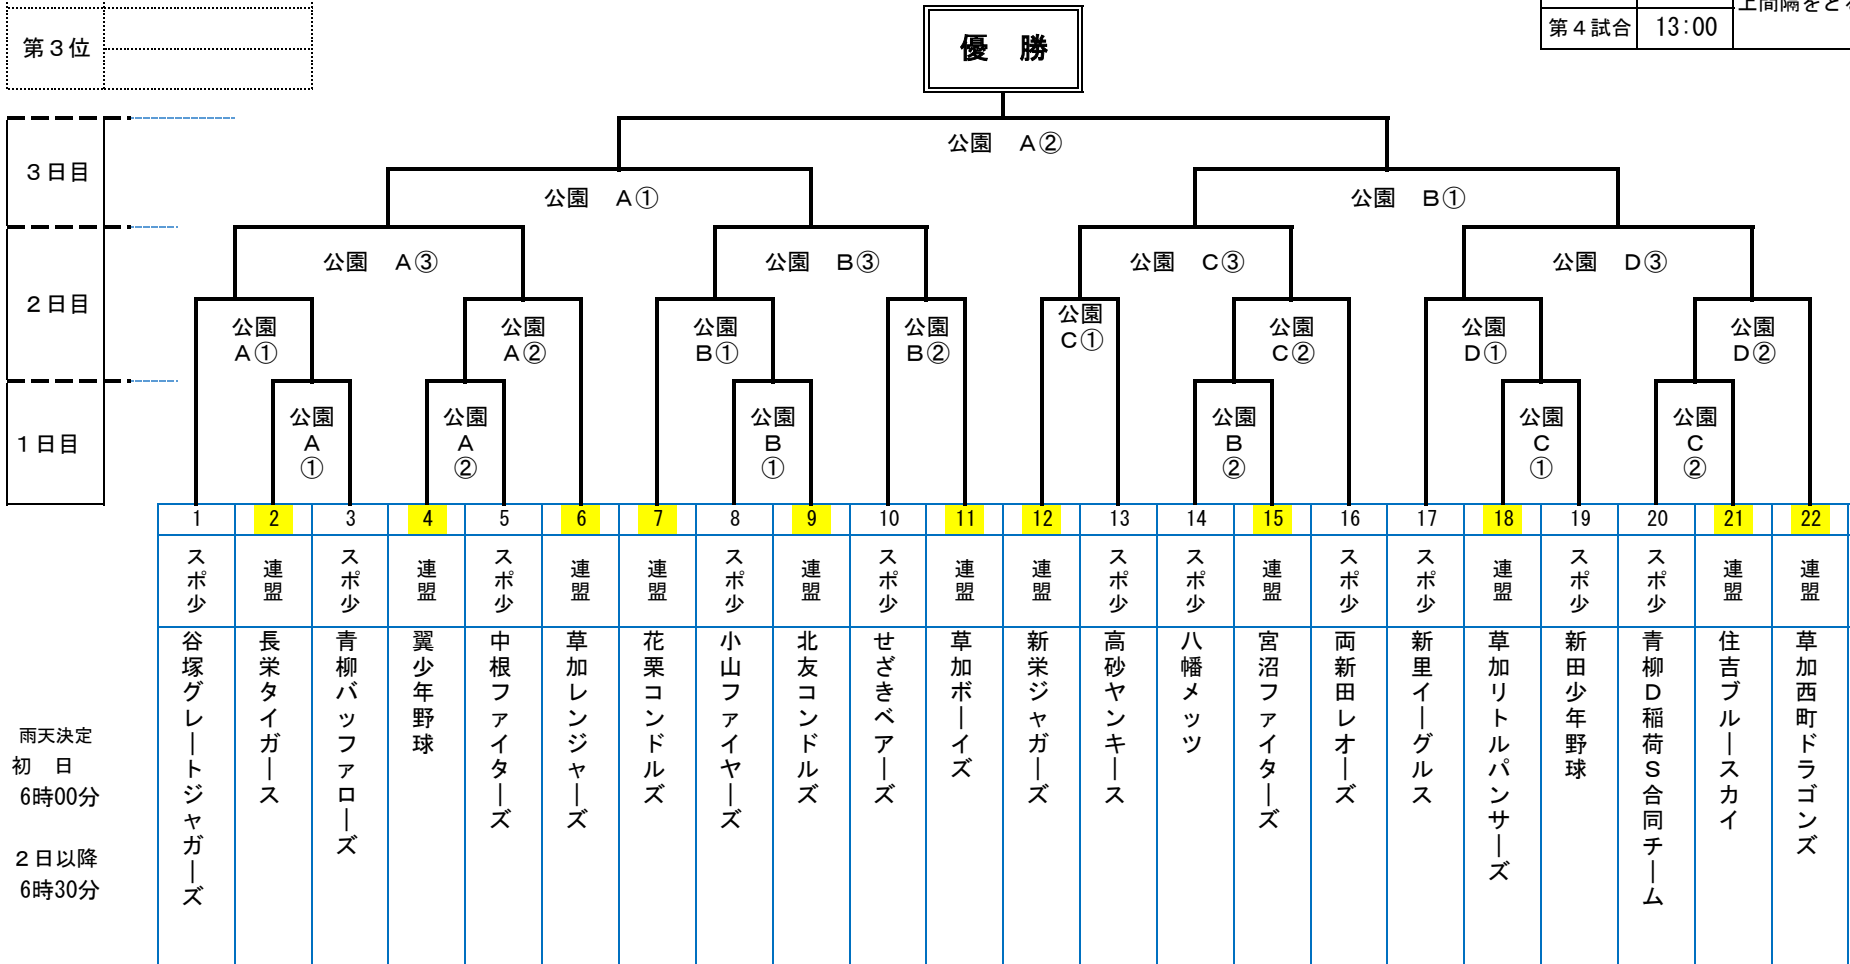 上間隔をとる
第３位
第４試合 13:00
優　勝
公園　Ａ②
３日目
公園　Ａ①
公園　Ｂ①
公園　Ａ③
公園　Ｂ③
公園　Ｃ③
公園　Ｄ③
２日目
公園
Ａ①
公園
Ａ②
公園
Ｂ①
公園
Ｂ②
公園
Ｃ①
公園
Ｃ②
公園
Ｄ①
公園
Ｄ②
１日目
公園
Ａ
①
公園
Ａ
②
公園
Ｂ
①
公園
Ｂ
②
公園
Ｃ
①
公園
Ｃ
②
1 2 3 4 5 6 7 8 9 10 11 12 13 14 15 16 17 18 19 20 21 22
スポ少 連盟 スポ少 連盟 スポ少 連盟 連盟 スポ少 連盟 スポ少 連盟 連盟 スポ少 スポ少 連盟 スポ少 スポ少 連盟 スポ少 スポ少 連盟 連盟
谷塚グレートジャガーズ
長栄タイガース
青柳バッファローズ
翼少年野球
中根ファイターズ
草加レンジャーズ
花栗コンドルズ
小山ファイヤーズ
北友コンドルズ
せざきベアーズ
草加ボーイズ
新栄ジャガーズ
高砂ヤンキース
八幡メッツ
宮沼ファイターズ
両新田レオーズ
新里イーグルス
草加リトルパンサーズ
新田少年野球
青柳Ｄ稲荷Ｓ合同チーム
住吉ブルースカイ
草加西町ドラゴンズ
雨天決定
初　日
6時00分
２日以降
6時30分